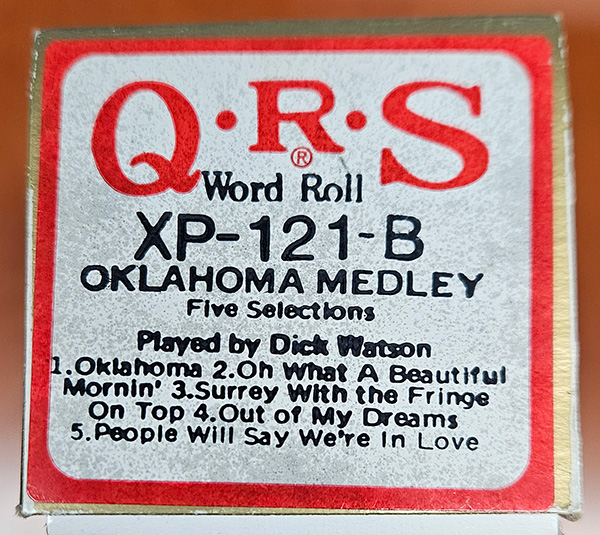 Q·R·S
®
Word Roll
XP-121-B
OKLAHOMA MEDLEY
Five Selections
Played by Dick Watson
1.Oklahoma 2.Oh What A Beautiful
Mornin' 3.Surrey With the Fringe
On Top 4.Out of My Dreams
5.People Will Say We're In Love